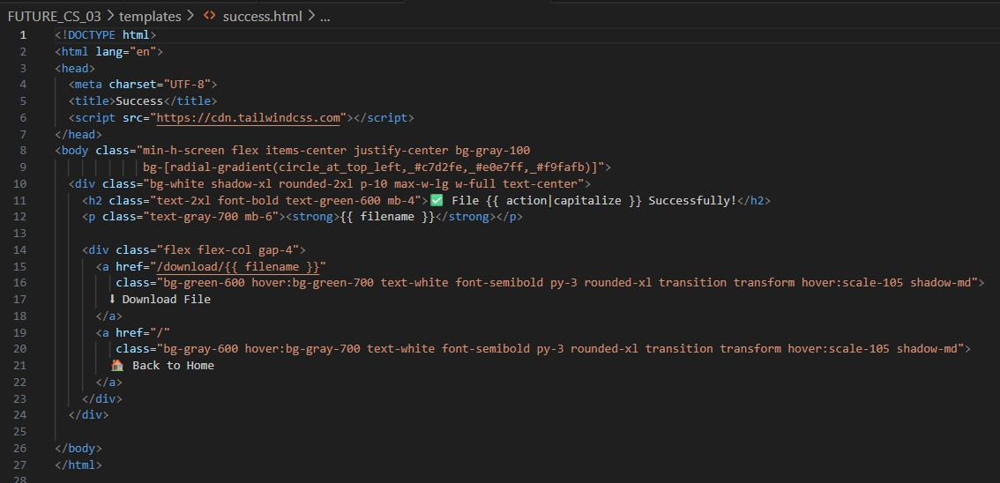 FUTURE_CS_03 > templates > <> success.html > ...
1 <!DOCTYPE html>
2 <html lang="en">
3 <head>
4 <meta charset="UTF-8">
5 <title>Success</title>
6 <script src="https://cdn.tailwindcss.com"></script>
7 </head>
8 <body class="min-h-screen flex items-center justify-center bg-gray-100
9 bg-[radial-gradient(circle_at_top_left,_#c7d2fe,_#e0e7ff,_#f9fafb)]">
10 <div class="bg-white shadow-xl rounded-2xl p-10 max-w-lg w-full text-center">
11 <h2 class="text-2xl font-bold text-green-600 mb-4">✅ File {{ action|capitalize }} Successfully!</h2>
12 <p class="text-gray-700 mb-6"><strong>{{ filename }}</strong></p>
13
14 <div class="flex flex-col gap-4">
15 <a href="/download/{{ filename }}"
16 class="bg-green-600 hover:bg-green-700 text-white font-semibold py-3 rounded-xl transition transform hover:scale-105 shadow-md">
17 ⬇ Download File
18 </a>
19 <a href="/"
20 class="bg-gray-600 hover:bg-gray-700 text-white font-semibold py-3 rounded-xl transition transform hover:scale-105 shadow-md">
21 🏠 Back to Home
22 </a>
23 </div>
24 </div>
25
26 </body>
27 </html>
28